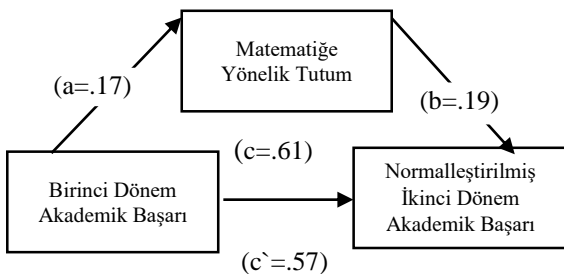 Matematiğe
Yönelik Tutum
(a=.17)
(b=.19)
(c=.61)
Birinci Dönem
Akademik Başarı
Normalleştirilmiş
İkinci Dönem
Akademik Başarı
(c`=.57)